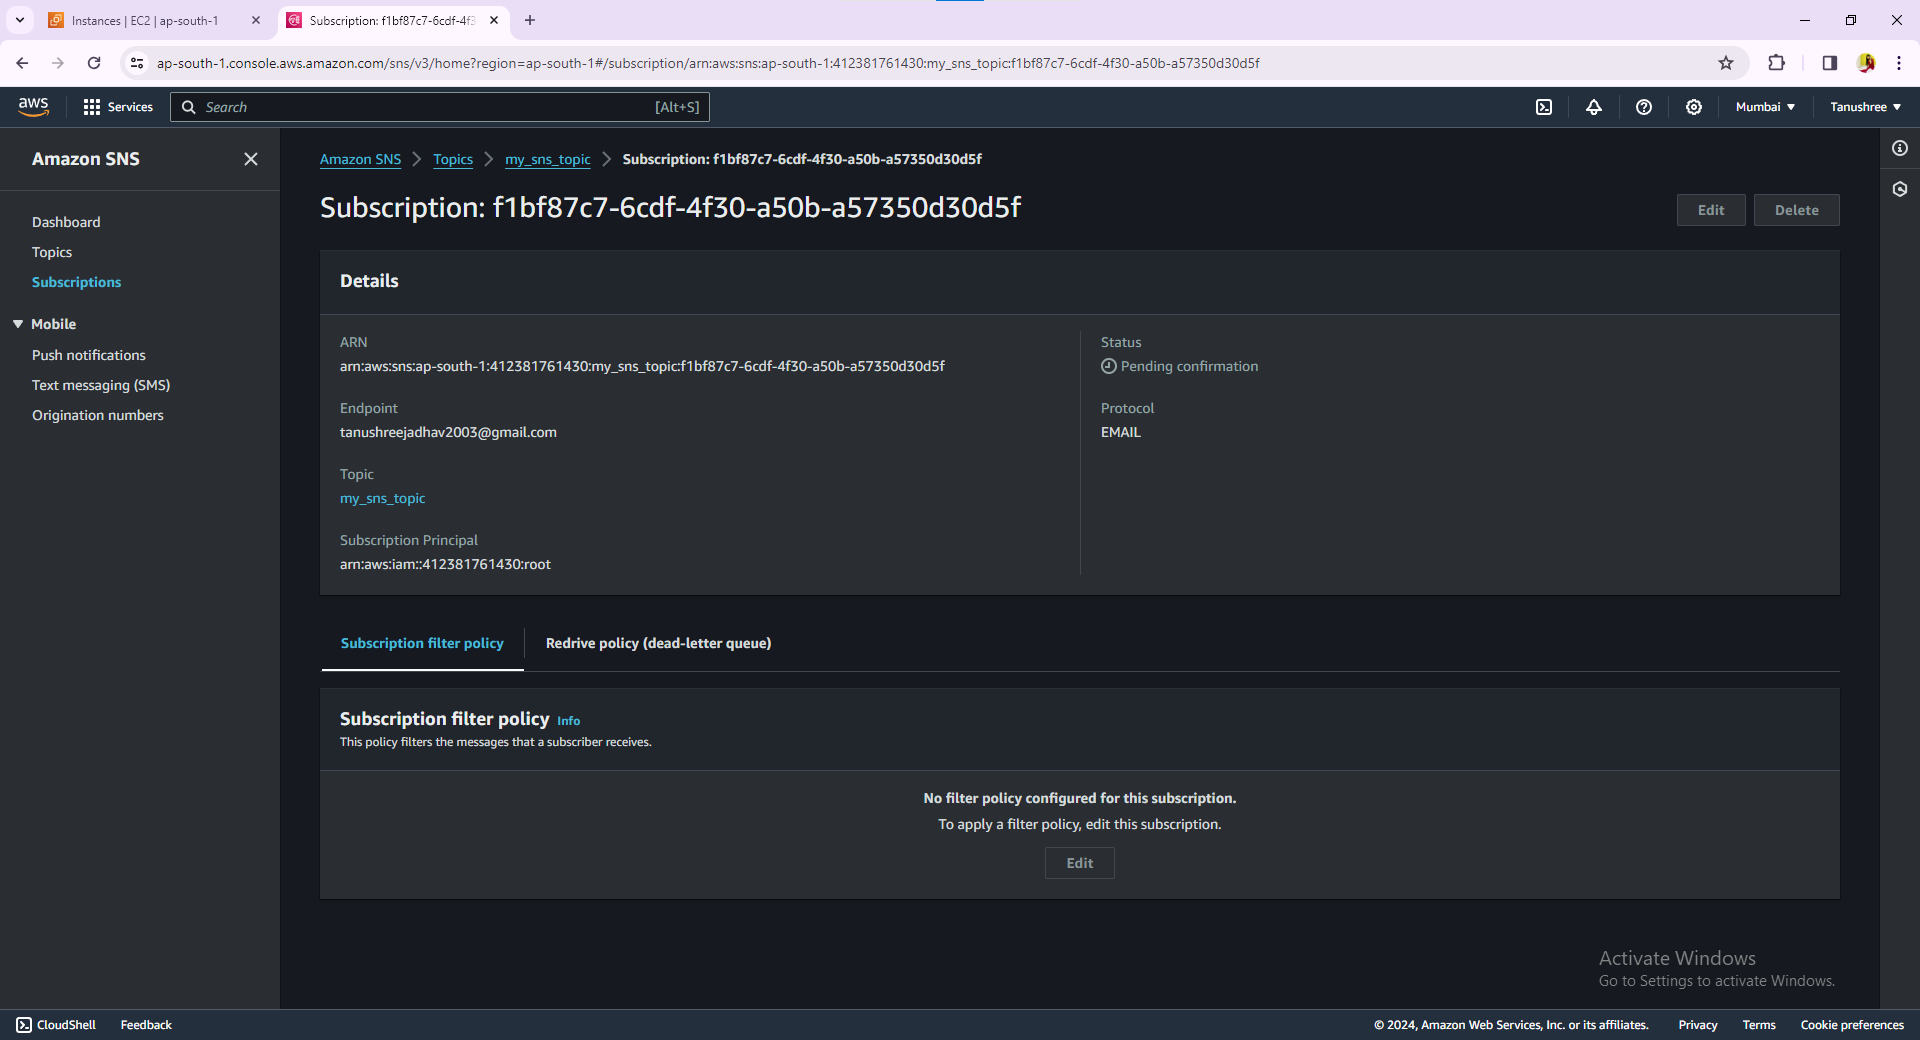 Instances | EC2 | ap-south-1
Subscription: f1bf87c7-6cdf-4f3
ap-south-1.console.aws.amazon.com/sns/v3/home?region=ap-south-1#/subscription/arn:aws:sns:ap-south-1:412381761430:my_sns_topic:f1bf87c7-6cdf-4f30-a50b-a57350d30d5f
aws
Services
Search
[Alt+S]
Mumbai
Tanushree
Amazon SNS
Dashboard
Topics
Subscriptions
Mobile
Push notifications
Text messaging (SMS)
Origination numbers
Amazon SNS
Topics
my_sns_topic
Subscription: f1bf87c7-6cdf-4f30-a50b-a57350d30d5f
Subscription: f1bf87c7-6cdf-4f30-a50b-a57350d30d5f
Edit
Delete
Details
ARN
arn:aws:sns:ap-south-1:412381761430:my_sns_topic:f1bf87c7-6cdf-4f30-a50b-a57350d30d5f
Endpoint
tanushreejadhav2003@gmail.com
Topic
my_sns_topic
Subscription Principal
arn:aws:iam::412381761430:root
Status
Pending confirmation
Protocol
EMAIL
Subscription filter policy
Redrive policy (dead-letter queue)
Subscription filter policy Info
This policy filters the messages that a subscriber receives.
No filter policy configured for this subscription.
To apply a filter policy, edit this subscription.
Edit
Activate Windows
Go to Settings to activate Windows.
CloudShell
Feedback
© 2024, Amazon Web Services, Inc. or its affiliates.
Privacy
Terms
Cookie preferences